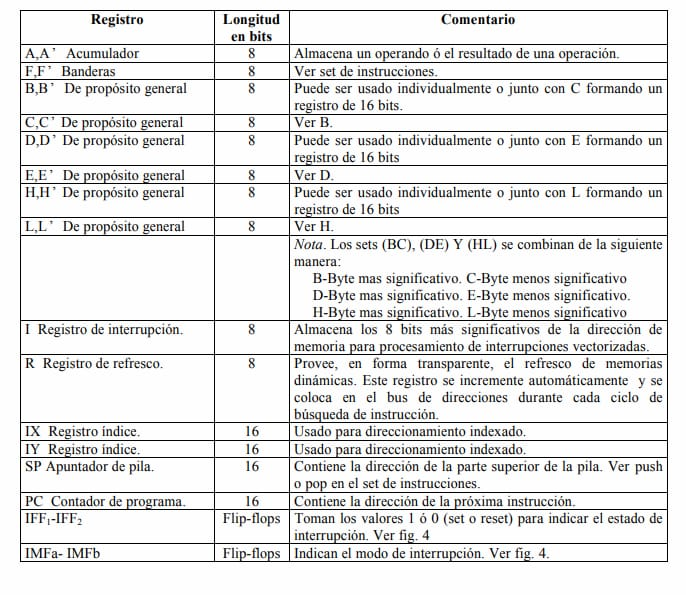 Registro Longitud en bits Comentario
A,A’ Acumulador 8 Almacena un operando ó el resultado de una operación.
F,F’ Banderas 8 Ver set de instrucciones.
B,B’ De propósito general 8 Puede ser usado individualmente o junto con C formando un
registro de 16 bits.
C,C’ De propósito general 8 Ver B.
D,D’ De propósito general 8 Puede ser usado individualmente o junto con E formando un
registro de 16 bits
E,E’ De propósito general 8 Ver D.
H,H’ De propósito general 8 Puede ser usado individualmente o junto con L formando un
registro de 16 bits
L,L’ De propósito general 8 Ver H.
Nota. Los sets (BC), (DE) Y (HL) se combinan de la siguiente
manera:
B-Byte mas significativo. C-Byte menos significativo
D-Byte mas significativo. E-Byte menos significativo.
H-Byte mas significativo. L-Byte menos significativo
I Registro de interrupción. 8 Almacena los 8 bits más significativos de la dirección de
memoria para procesamiento de interrupciones vectorizadas.
R Registro de refresco. 8 Provee, en forma transparente, el refresco de memorias
dinámicas. Este registro se incrementa automáticamente y se
coloca en el bus de direcciones durante cada ciclo de
búsqueda de instrucción.
IX Registro índice. 16 Usado para direccionamiento indexado.
IY Registro índice. 16 Usado para direccionamiento indexado.
SP Apuntador de pila. 16 Contiene la dirección de la parte superior de la pila. Ver push
o pop en el set de instrucciones.
PC Contador de programa. 16 Contiene la dirección de la próxima instrucción.
IFF1-IFF2 Flip-flops Toman los valores 1 ó 0 (set o reset) para indicar el estado de
interrupción. Ver fig. 4
IMFa- IMFb Flip-flops Indican el modo de interrupción. Ver fig. 4.